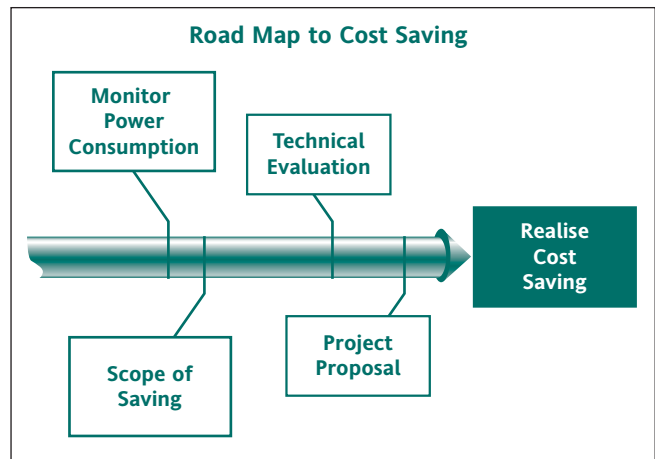 Road Map to Cost Saving
Monitor
Power
Consumption
Technical
Evaluation
Realise
Cost
Saving
Scope of
Saving
Project
Proposal